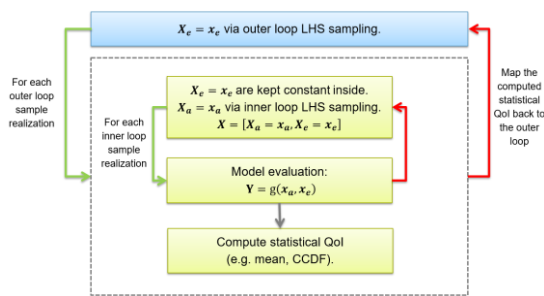 X_e = x_e via outer loop LHS sampling.
For each
outer loop
sample
realization
Map the
computed
statistical
QoI back to
the outer
loop
X_e = x_e are kept constant inside.
X_a = x_a via inner loop LHS sampling.
X = [X_a = x_a, X_e = x_e]
For each
inner loop
sample
realization
Model evaluation:
Y = g(x_a, x_e)
Compute statistical QoI
(e.g. mean, CCDF).